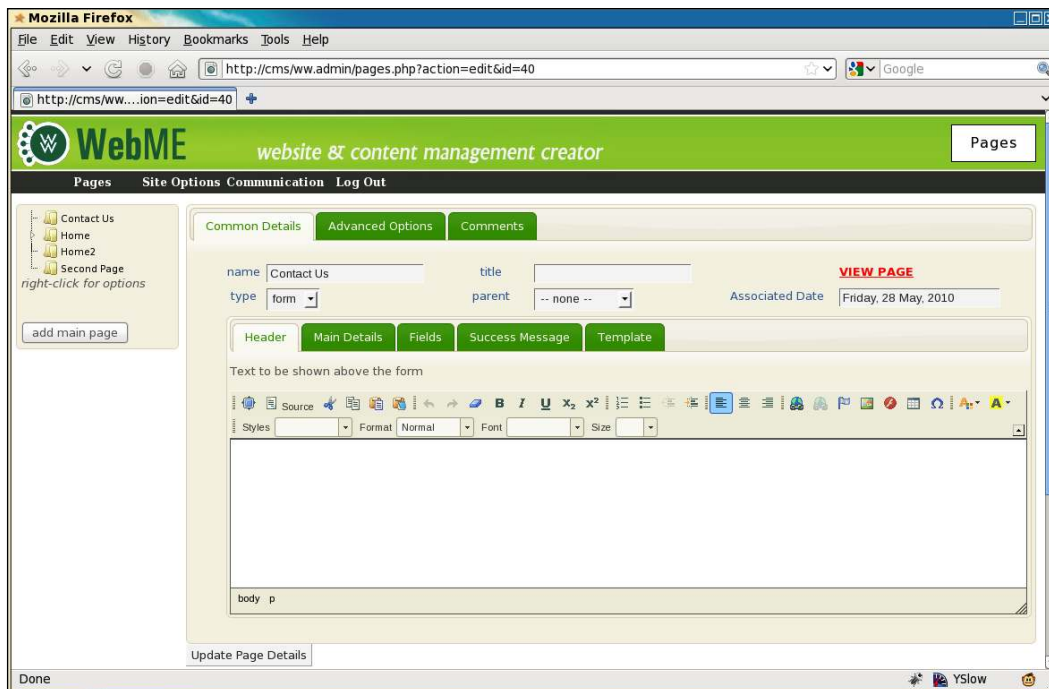 Mozilla Firefox
File Edit View History Bookmarks Tools Help
http://cms/ww.admin/pages.php?action=edit&id=40
Google
http://cms/ww....ion=edit&id=40
WebME
website & content management creator
Pages
Pages Site Options Communication Log Out
Contact Us
Home
Home2
Second Page
right-click for options
add main page
Common Details Advanced Options Comments
name Contact Us title VIEW PAGE
type form parent -- none -- Associated Date Friday, 28 May, 2010
Header Main Details Fields Success Message Template
Text to be shown above the form
Source B I U X₂ X² Ω A A
Styles Format Normal Font Size
body p
Update Page Details
Done YSlow